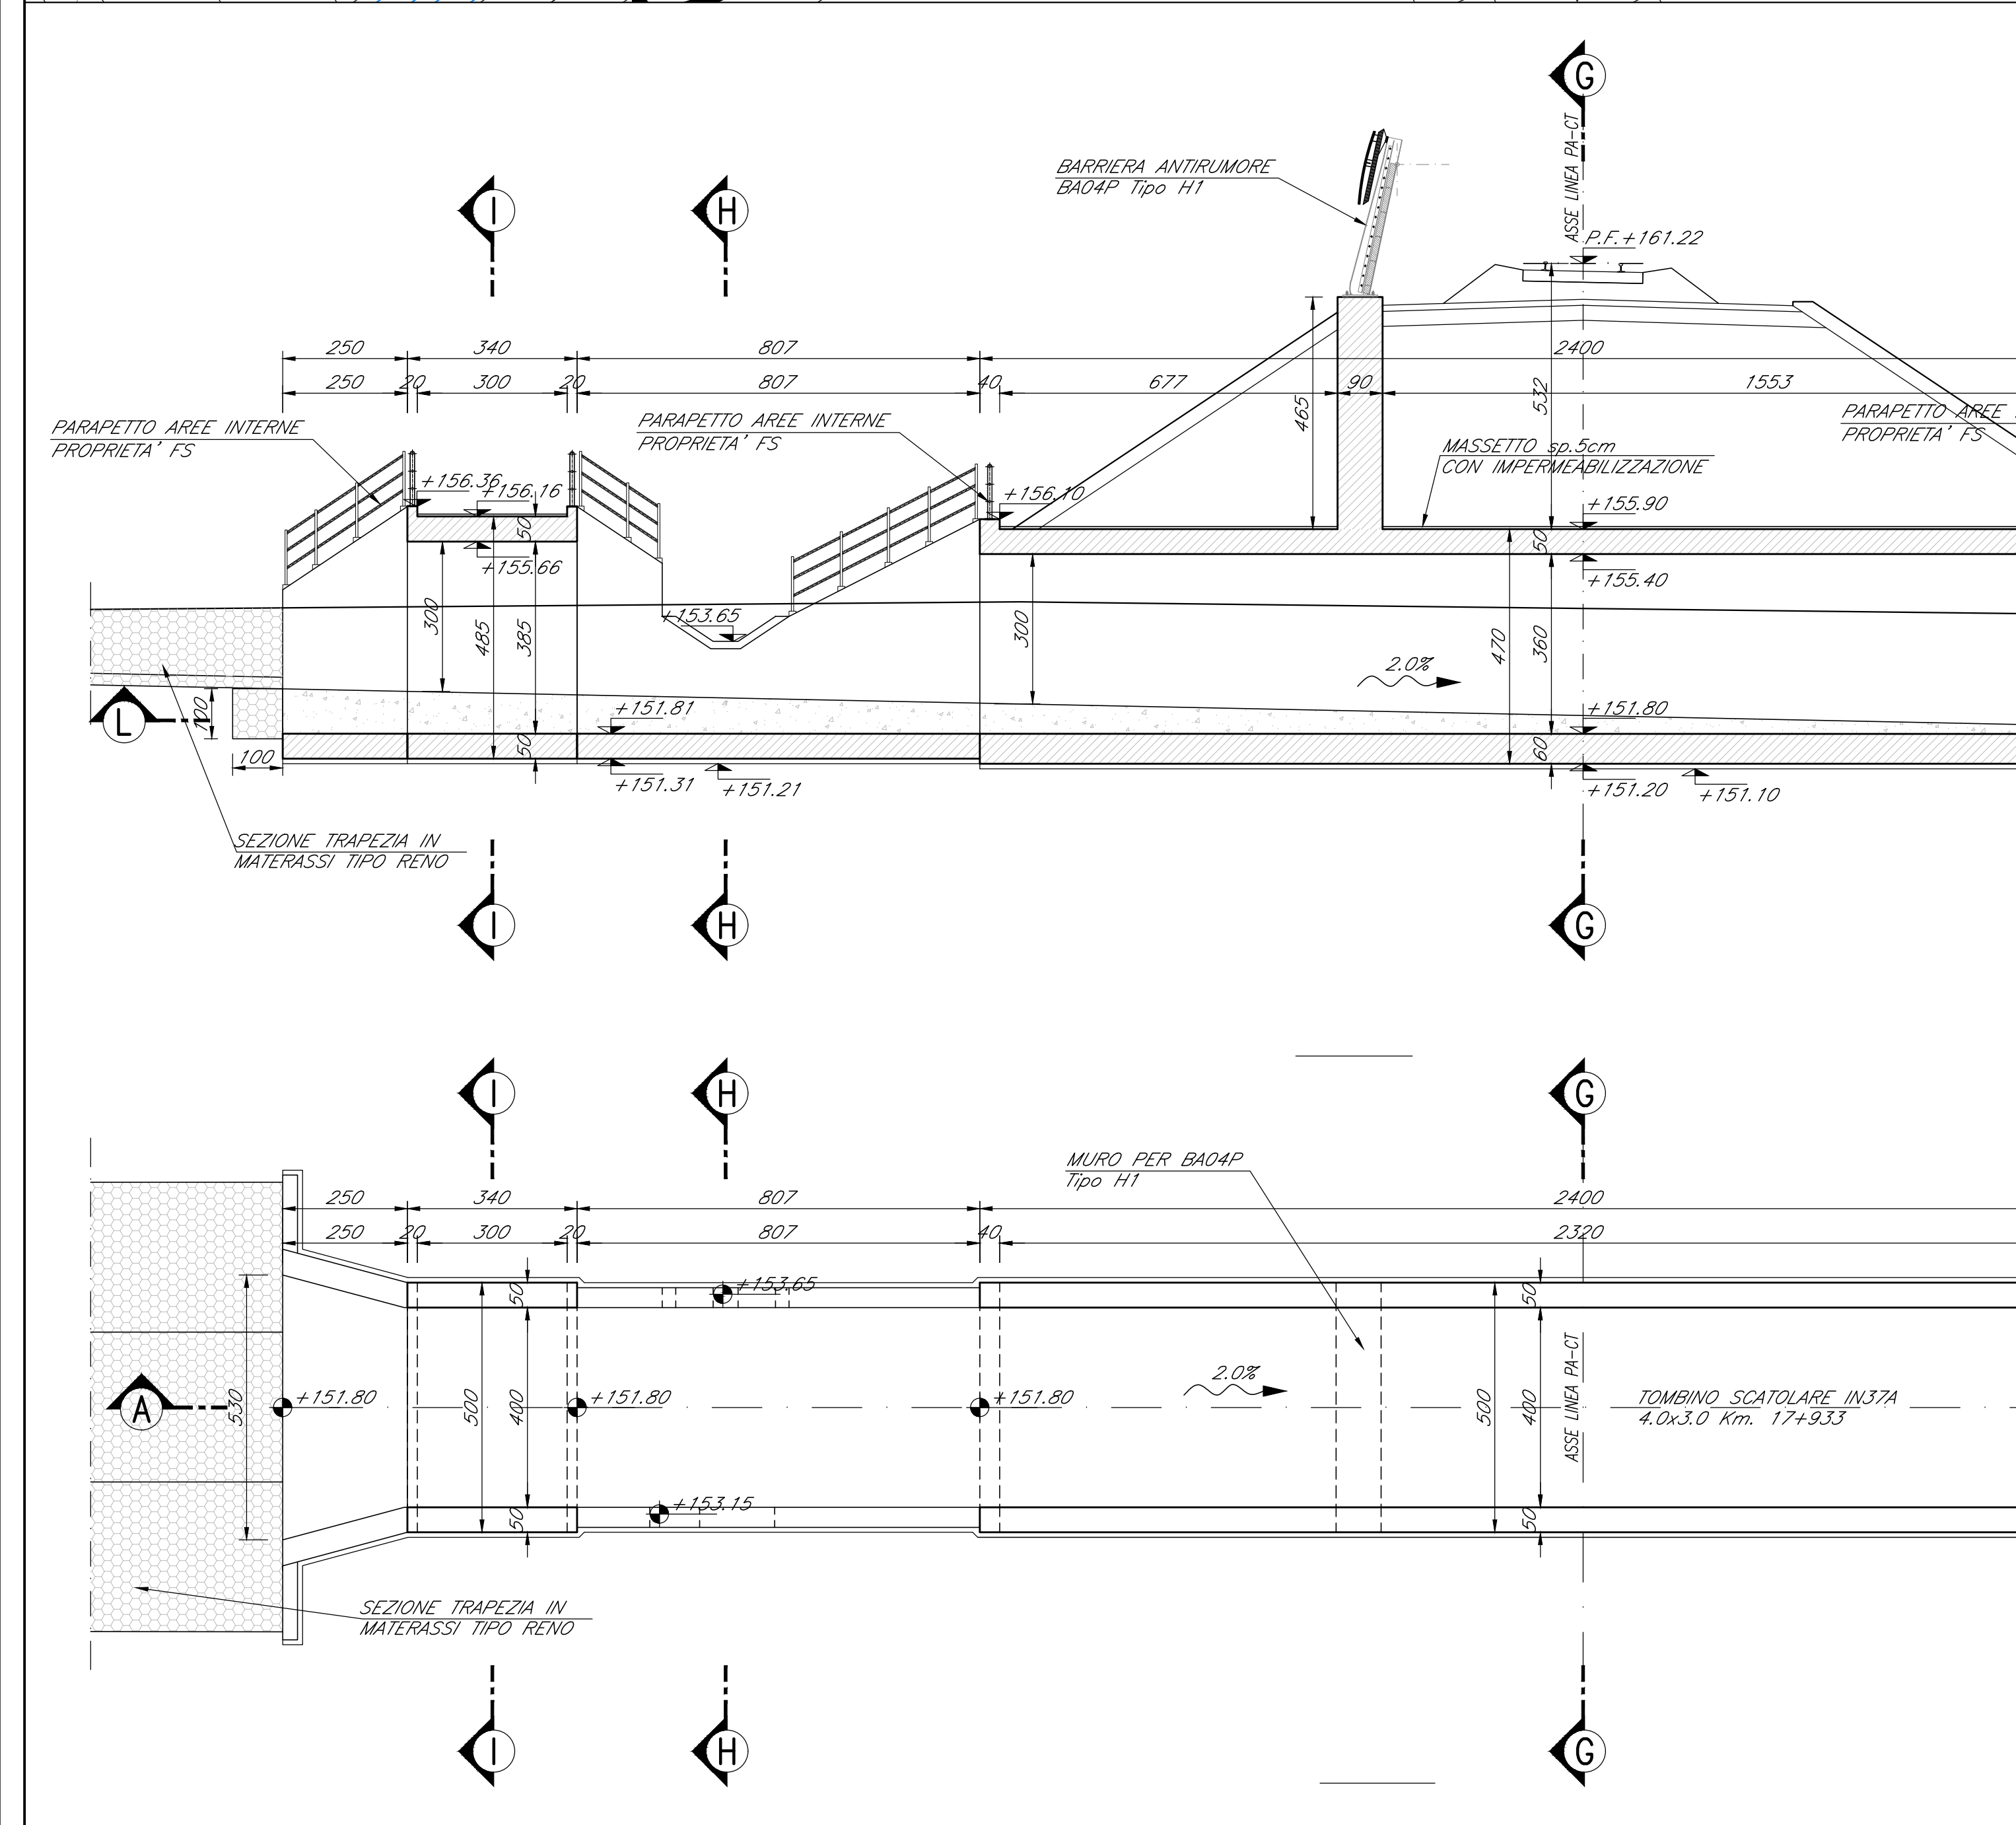 G
ASSE LINEA PA-CT
BARRIERA ANTIRUMORE
BA04P Tipo H1
I
H
P.F.+161.22
250
340
807
2400
250
20
300
20
807
40
677
90
1553
465
532
PARAPETTO AREE INTERNE
PROPRIETA' FS
PARAPETTO AREE INTERNE
PROPRIETA' FS
PARAPETTO AREE
PROPRIETA' FS
MASSETTO sp.5cm
CON IMPERMEABILIZZAZIONE
+156.36
+156.16
+156.10
+155.90
50
50
+155.66
+155.40
300
485
385
+153.65
300
470
360
2.0%
L
100
+151.81
+151.80
100
50
60
+151.31
+151.21
+151.20
+151.10
SEZIONE TRAPEZIA IN
MATERASSI TIPO RENO
I
H
G
I
H
G
MURO PER BA04P
Tipo H1
250
340
807
2400
250
20
300
20
807
40
2320
50
+153.65
50
530
500
400
500
400
ASSE LINEA PA-CT
2.0%
A
+151.80
+151.80
+151.80
TOMBINO SCATOLARE IN37A
4.0x3.0 Km. 17+933
50
+153.15
50
SEZIONE TRAPEZIA IN
MATERASSI TIPO RENO
I
H
G